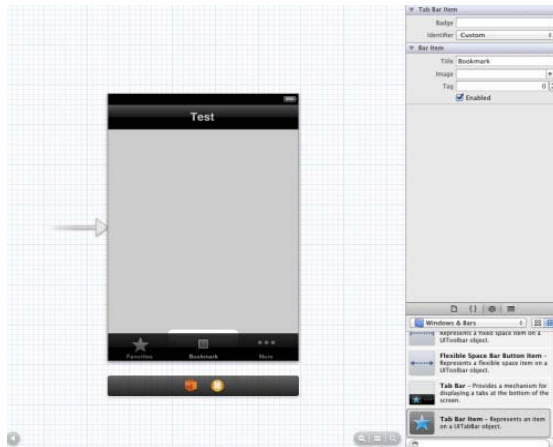 Tab Bar Item
Badge
Identifier Custom
Bar Item
Title Bookmark
Image
Tag 0
Enabled
Test
Favorites Bookmark More
Windows & Bars
Represents a fixed space item on a
UIToolbar object.
Flexible Space Bar Button Item -
Represents a flexible space item on a
UIToolbar object.
Tab Bar - Provides a mechanism for
displaying a tabs at the bottom of the
screen.
Tab Bar Item - Represents an item
on a UITabBar object.